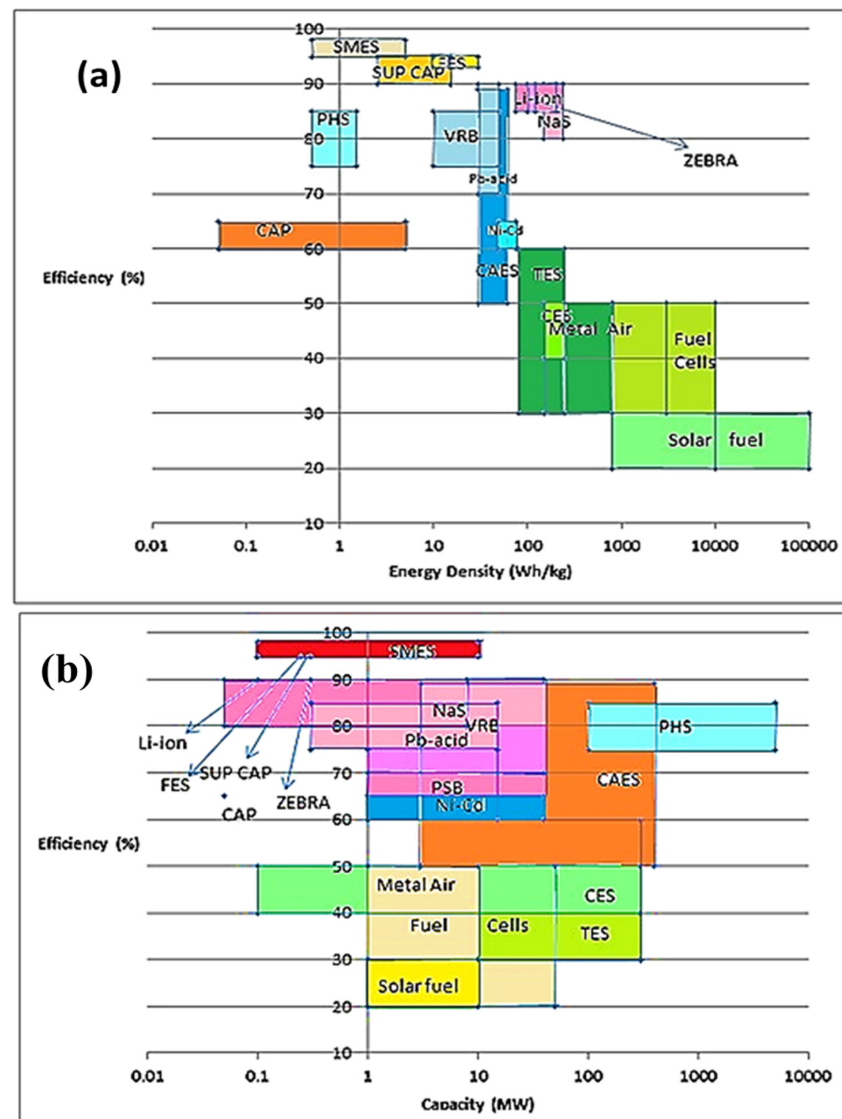 (a)
100
SMES
FES
SUP CAP
90
Li-ion
PHS
VRB
NaS
80
ZEBRA
Pb-acid
70
CAP
Ni-Cd
60
Efficiency (%)
CAES
TES
50
CES
Metal Air
Fuel
Cells
40
30
Solar fuel
20
10
0.01 0.1 1 10 100 1000 10000 100000
Energy Density (Wh/kg)
(b)
100
SMES
90
NaS
VRB
PHS
80
Pb-acid
Li-ion
SUP CAP
FES
70
CAES
PSB
ZEBRA
CAP
Ni-Cd
60
Efficiency (%)
50
Metal Air
CES
40
Fuel Cells
TES
30
Solar fuel
20
10
0.01 0.1 1 10 100 1000 10000
Capacity (MW)